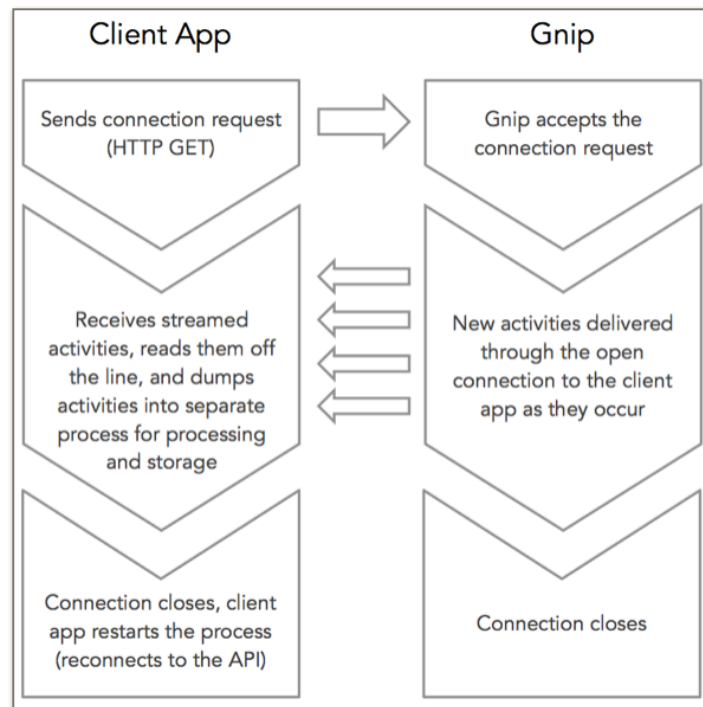 Client App
Gnip
Sends connection request
(HTTP GET)
Gnip accepts the
connection request
Receives streamed
activities, reads them off
the line, and dumps
activities into separate
process for processing
and storage
New activities delivered
through the open
connection to the client
app as they occur
Connection closes, client
app restarts the process
(reconnects to the API)
Connection closes